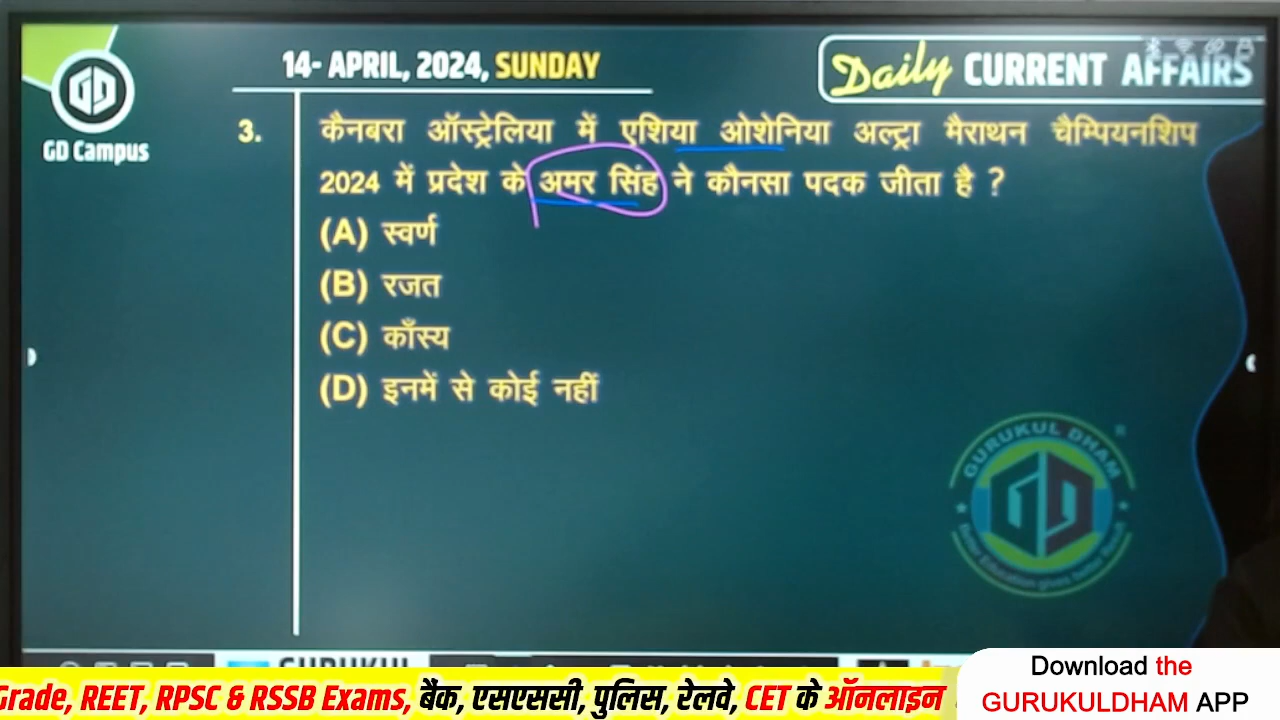 14- APRIL, 2024, SUNDAY
Daily CURRENT AFFAIRS
GD Campus
3. कैनबरा ऑस्ट्रेलिया में एशिया ओशेनिया अल्ट्रा मैराथन चैम्पियनशिप
2024 में प्रदेश के अमर सिंह ने कौनसा पदक जीता है ?
(A) स्वर्ण
(B) रजत
(C) काँस्य
(D) इनमें से कोई नहीं
GURUKUL DHAM
GURUKUL
Grade, REET, RPSC & RSSB Exams, बैंक, एसएससी, पुलिस, रेलवे, CET के ऑनलाइन
Download the
GURUKULDHAM APP